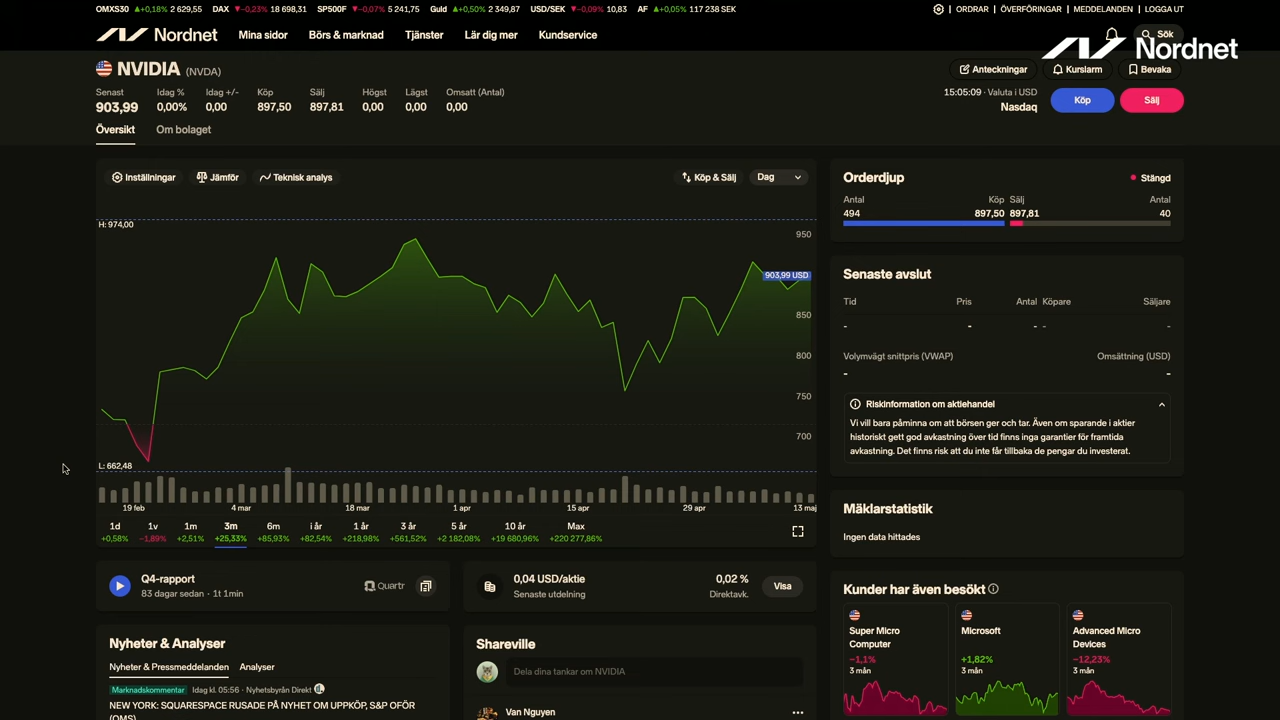 OMXS30 ▲+0,18% 2 629,55 DAX ▼−0,23% 18 698,31 SP500F ▼−0,07% 5 241,75 Guld ▲+0,50% 2 349,87 USD/SEK ▼−0,09% 10,83 AF ▲+0,05% 117 238 SEK | ORDRAR | ÖVERFÖRINGAR | MEDDELANDEN | LOGGA UT
Nordnet Mina sidor Börs & marknad Tjänster Lär dig mer Kundservice Sök
Nordnet
NVIDIA (NVDA) Anteckningar Kurslarm Bevaka
Senast Idag % Idag +/- Köp Sälj Högst Lägst Omsatt (Antal) 15:05:09 · Valuta i USD
903,99 0,00% 0,00 897,50 897,81 0,00 0,00 0,00 Nasdaq Köp Sälj
Översikt Om bolaget
Inställningar Jämför Teknisk analys Köp & Sälj Dag
H: 974,00
950
903,99 USD
850
800
750
700
L: 662,48
19 feb 4 mar 18 mar 1 apr 15 apr 29 apr 13 maj
1d 1v 1m 3m 6m i år 1 år 3 år 5 år 10 år Max
+0,58% −1,89% +2,51% +25,33% +85,93% +82,54% +218,98% +561,52% +2 182,08% +19 680,96% +220 277,86%
Orderdjup Stängd
Antal Köp Sälj Antal
494 897,50 897,81 40
Senaste avslut
Tid Pris Antal Köpare Säljare
- - - - -
Volymvägt snittpris (VWAP) Omsättning (USD)
- -
Riskinformation om aktiehandel
Vi vill bara påminna om att börsen ger och tar. Även om sparande i aktier
historiskt gett god avkastning över tid finns inga garantier för framtida
avkastning. Det finns risk att du inte får tillbaka de pengar du investerat.
Mäklarstatistik
Ingen data hittades
Q4-rapport
83 dagar sedan · 1t 1min
Quartr
0,04 USD/aktie 0,02 %
Senaste utdelning Direktavk.
Visa
Kunder har även besökt
Super Micro
Computer
−1,1%
3 mån
Microsoft
+1,82%
3 mån
Advanced Micro
Devices
−12,23%
3 mån
Nyheter & Analyser
Nyheter & Pressmeddelanden Analyser
Marknadskommentar Idag kl. 05:56 · Nyhetsbyrån Direkt
NEW YORK: SQUARESPACE RUSADE PÅ NYHET OM UPPKÖP, S&P OFÖR
(OMS)
Shareville
Dela dina tankar om NVIDIA
Van Nguyen